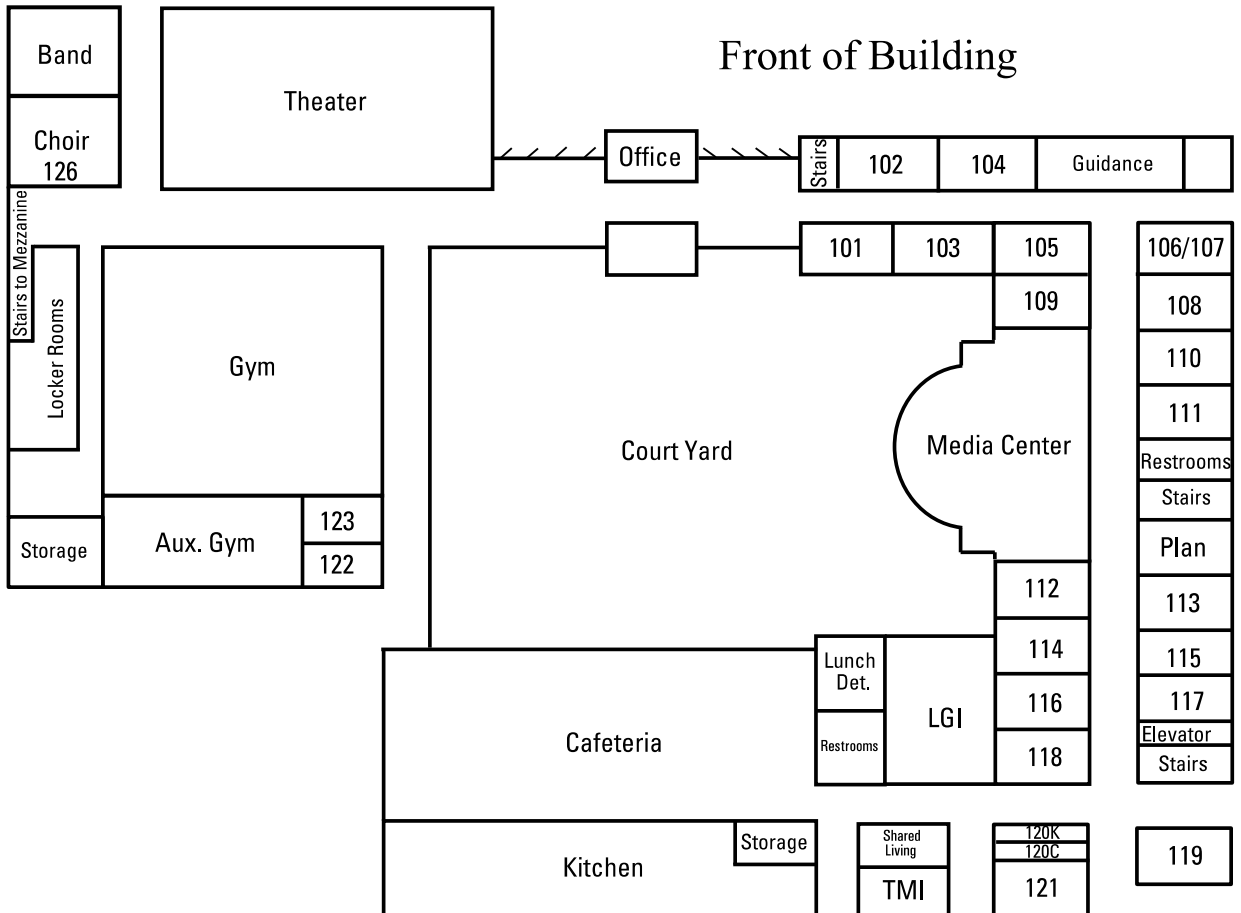 Front of Building
Band
Theater
Choir
126
Office
Stairs
102
104
Guidance
Stairs to Mezzanine
101
103
105
106/107
109
108
Locker Rooms
Gym
110
111
Court Yard
Media Center
Restrooms
Stairs
Storage
Aux. Gym
123
122
Plan
112
113
Lunch
Det.
114
115
LGI
116
117
Cafeteria
Restrooms
118
Elevator
Stairs
Storage
Shared
Living
120K
120C
119
Kitchen
TMI
121